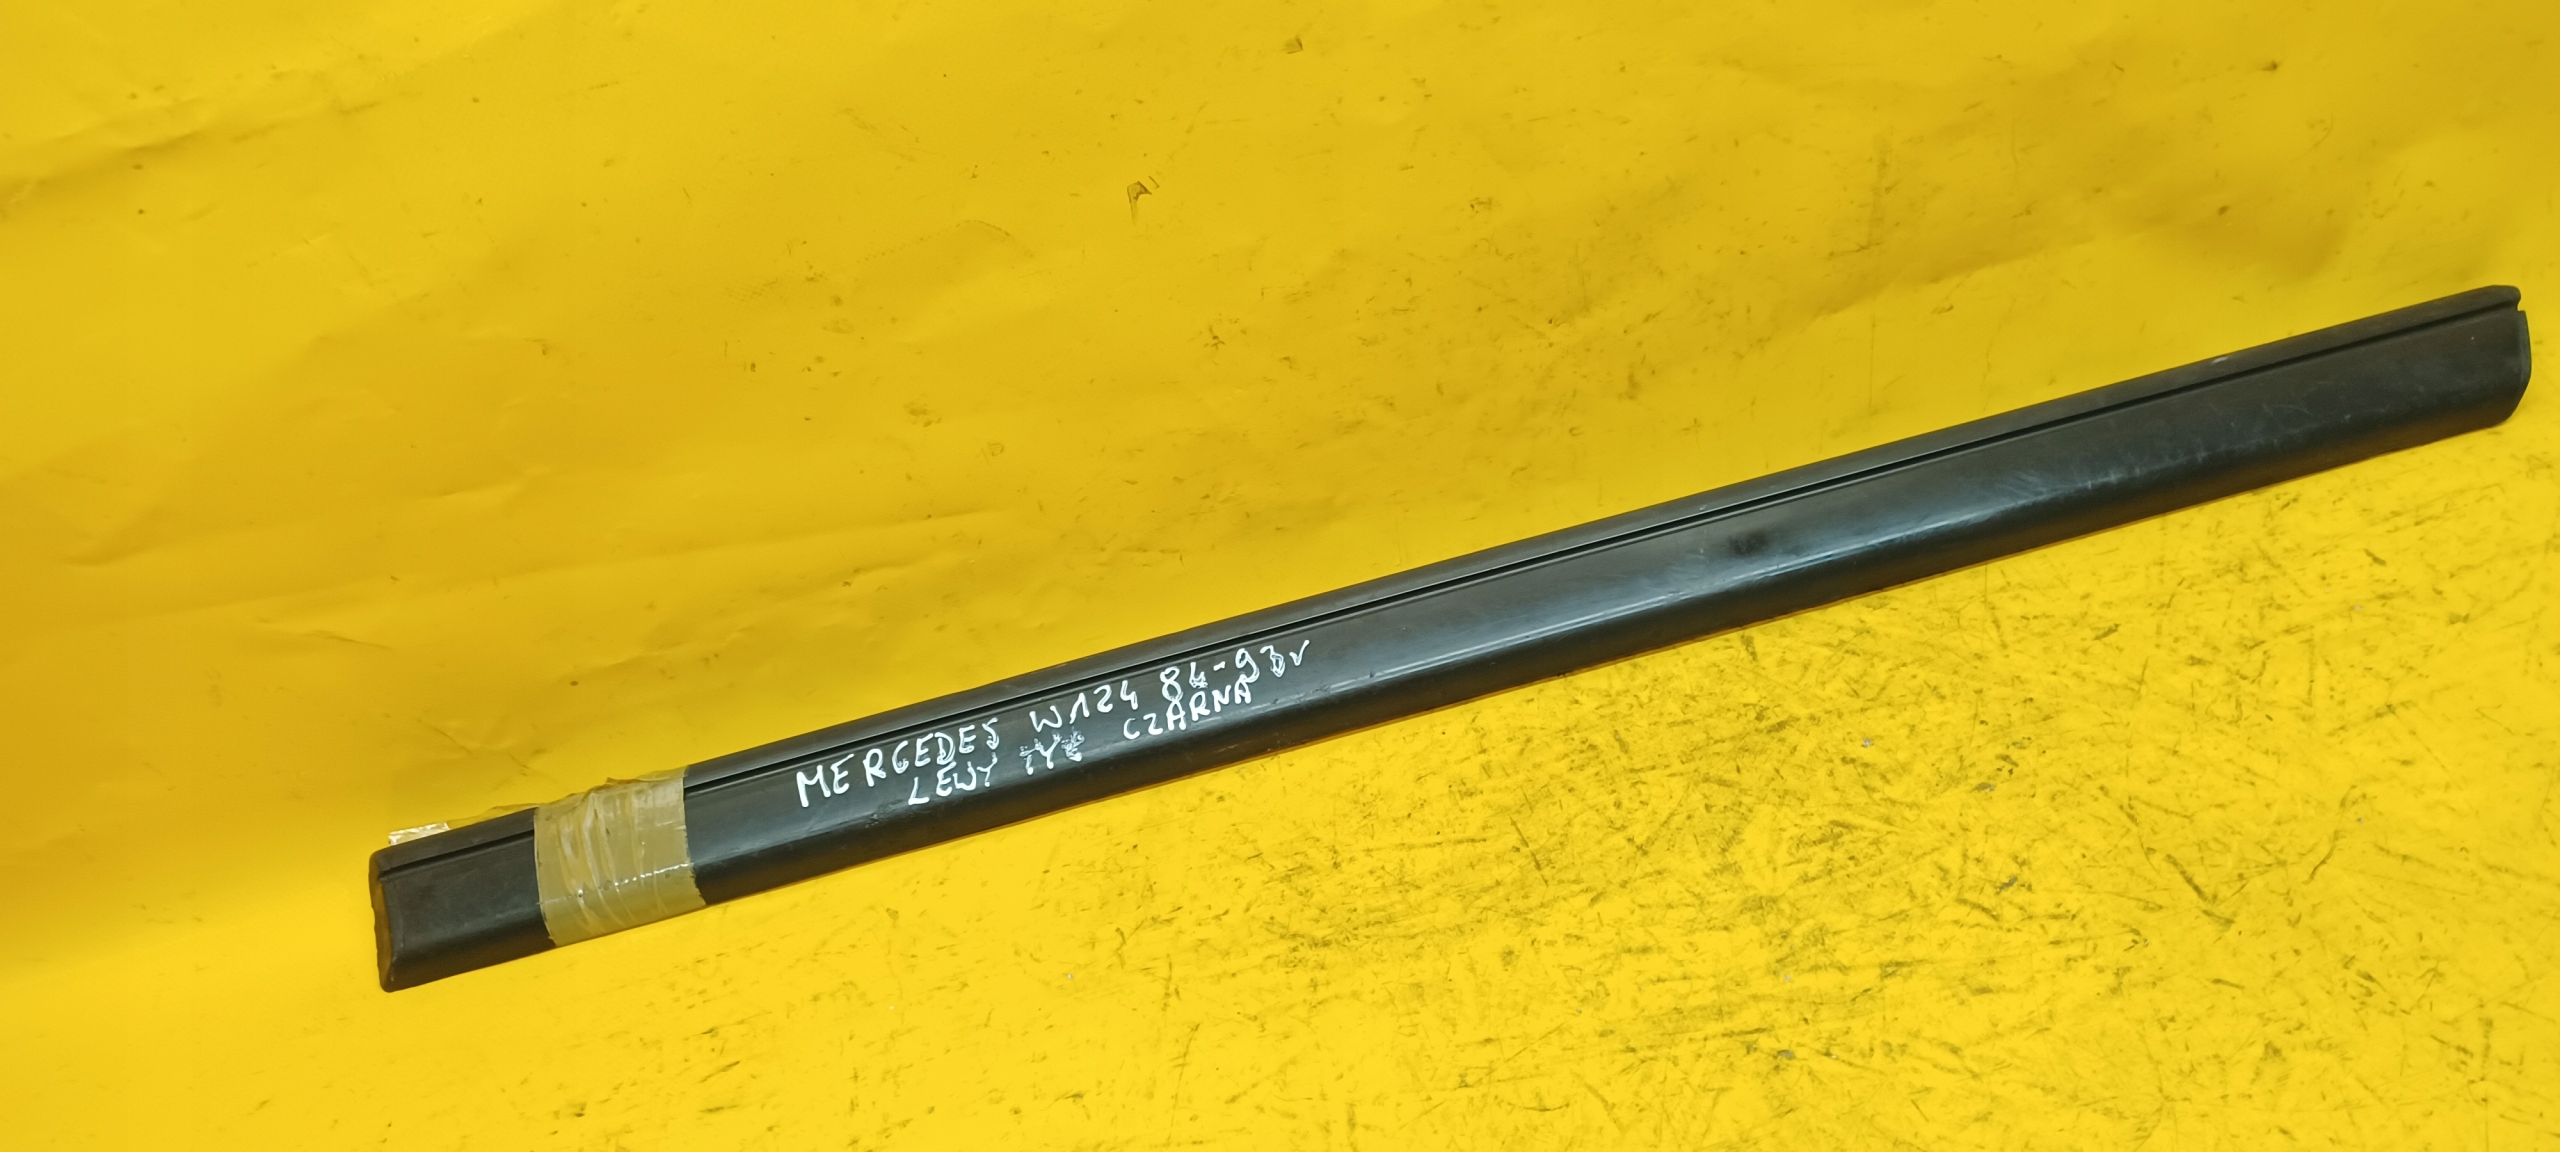 MERCEDES W124 84-93r
LEWY TYŁ CZARNA